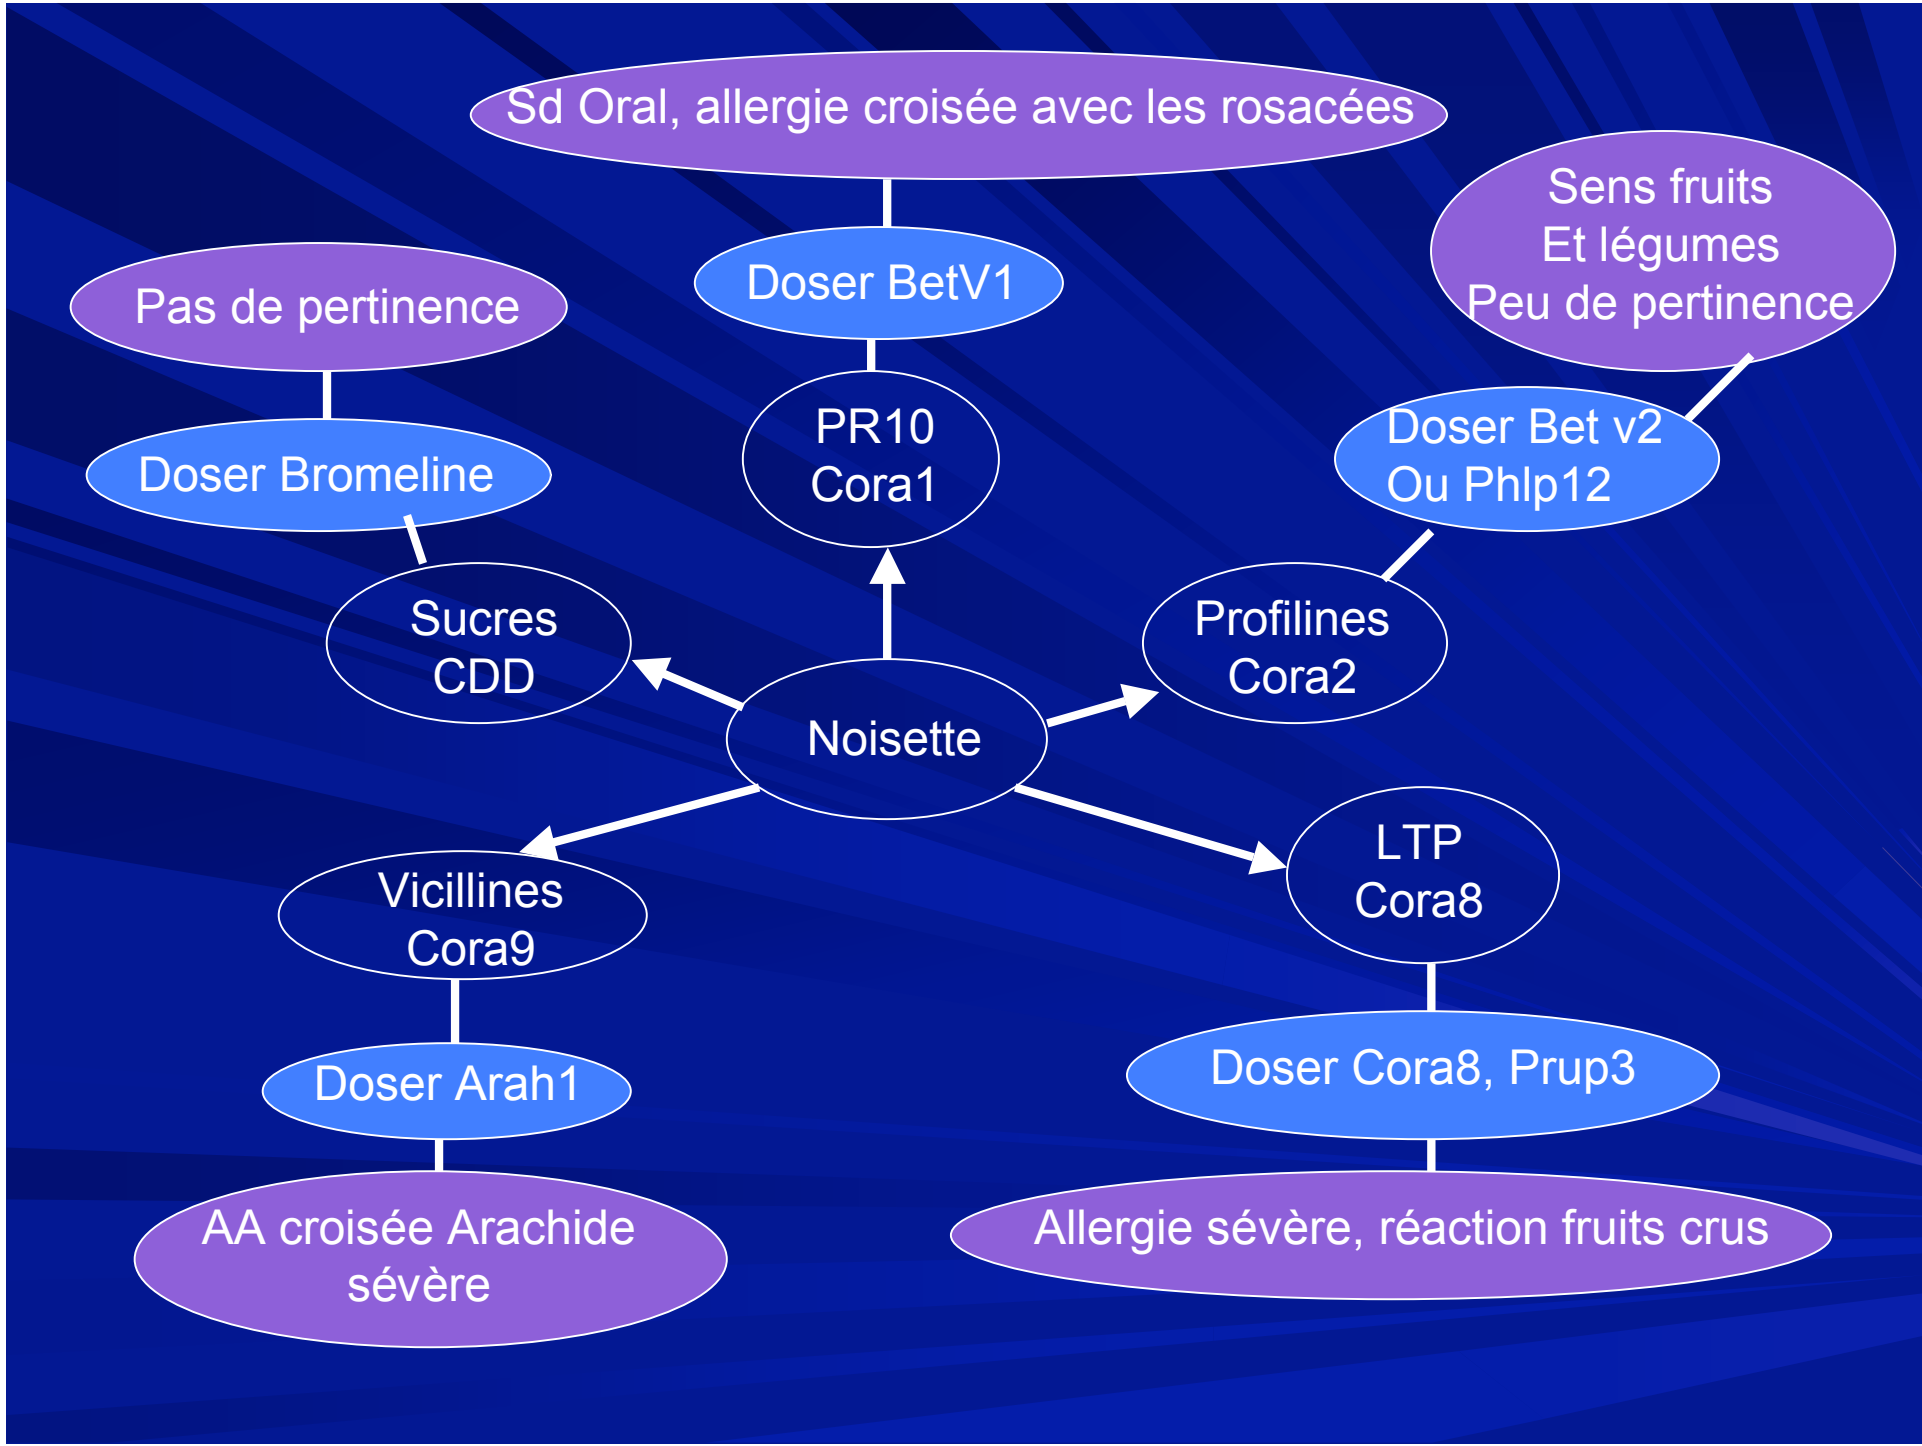 Sd Oral, allergie croisée avec les rosacées
Sens fruits
Et légumes
Peu de pertinence
Doser BetV1
Pas de pertinence
PR10
Cora1
Doser Bet v2
Ou Phlp12
Doser Bromeline
Sucres
CDD
Profilines
Cora2
Noisette
LTP
Cora8
Vicillines
Cora9
Doser Arah1
Doser Cora8, Prup3
AA croisée Arachide
sévère
Allergie sévère, réaction fruits crus